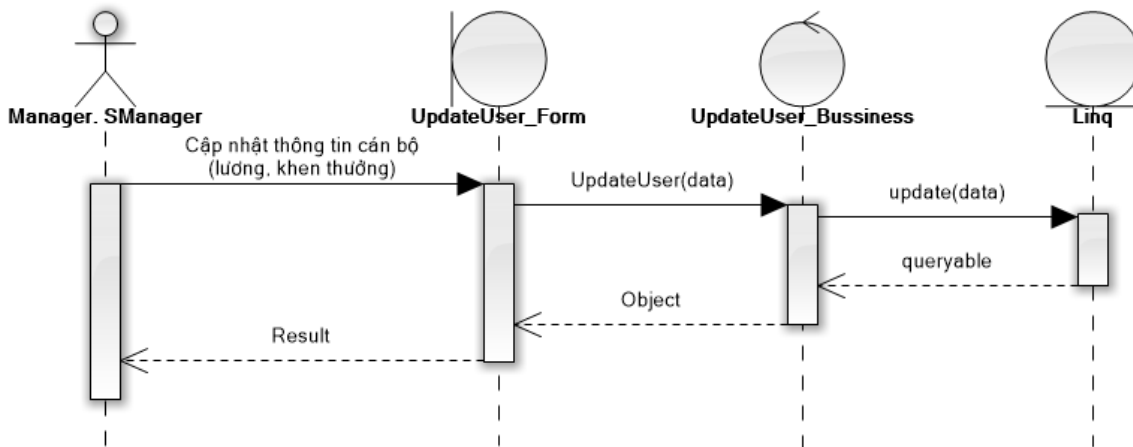 Manager. SManager
UpdateUser_Form
UpdateUser_Bussiness
Linq
Cập nhật thông tin cán bộ
(lương, khen thưởng)
UpdateUser(data)
update(data)
queryable
Object
Result